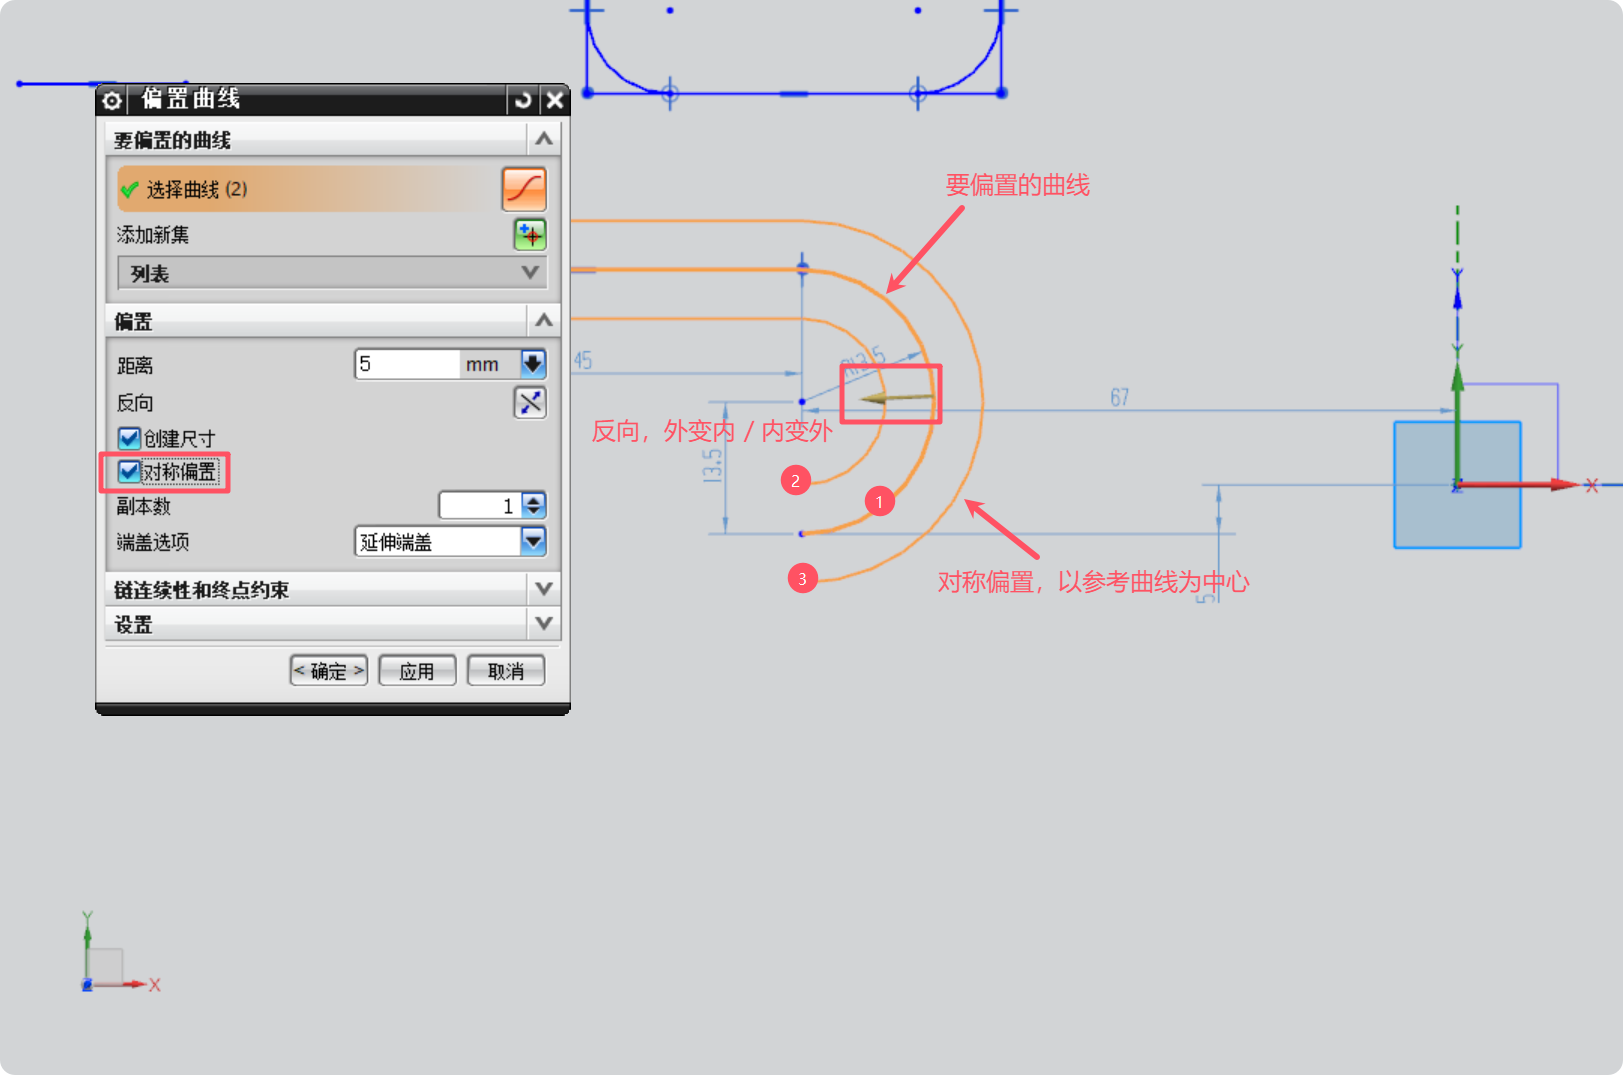 偏置曲线
要偏置的曲线
选择曲线 (2)
添加新集
列表
偏置
距离
5
mm
反向
创建尺寸
对称偏置
副本数
1
端盖选项
延伸端盖
链连续性和终点约束
设置
< 确定 >
应用
取消
要偏置的曲线
45
R13.5
67
反向，外变内 / 内变外
13.5
2
1
3
对称偏置，以参考曲线为中心
5
Y
Y
X
Z
Y
X
Z